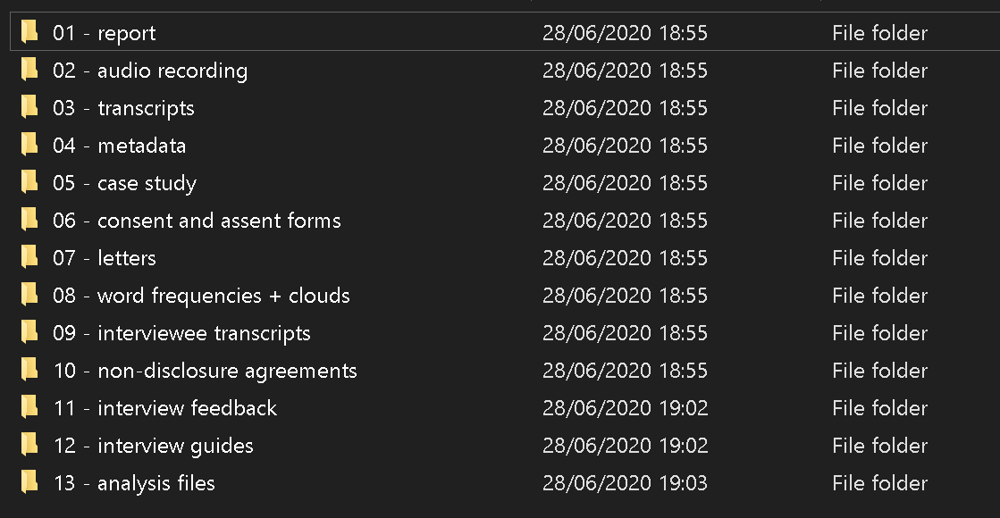 01 - report 28/06/2020 18:55 File folder
02 - audio recording 28/06/2020 18:55 File folder
03 - transcripts 28/06/2020 18:55 File folder
04 - metadata 28/06/2020 18:55 File folder
05 - case study 28/06/2020 18:55 File folder
06 - consent and assent forms 28/06/2020 18:55 File folder
07 - letters 28/06/2020 18:55 File folder
08 - word frequencies + clouds 28/06/2020 18:55 File folder
09 - interviewee transcripts 28/06/2020 18:55 File folder
10 - non-disclosure agreements 28/06/2020 18:55 File folder
11 - interview feedback 28/06/2020 19:02 File folder
12 - interview guides 28/06/2020 19:02 File folder
13 - analysis files 28/06/2020 19:03 File folder